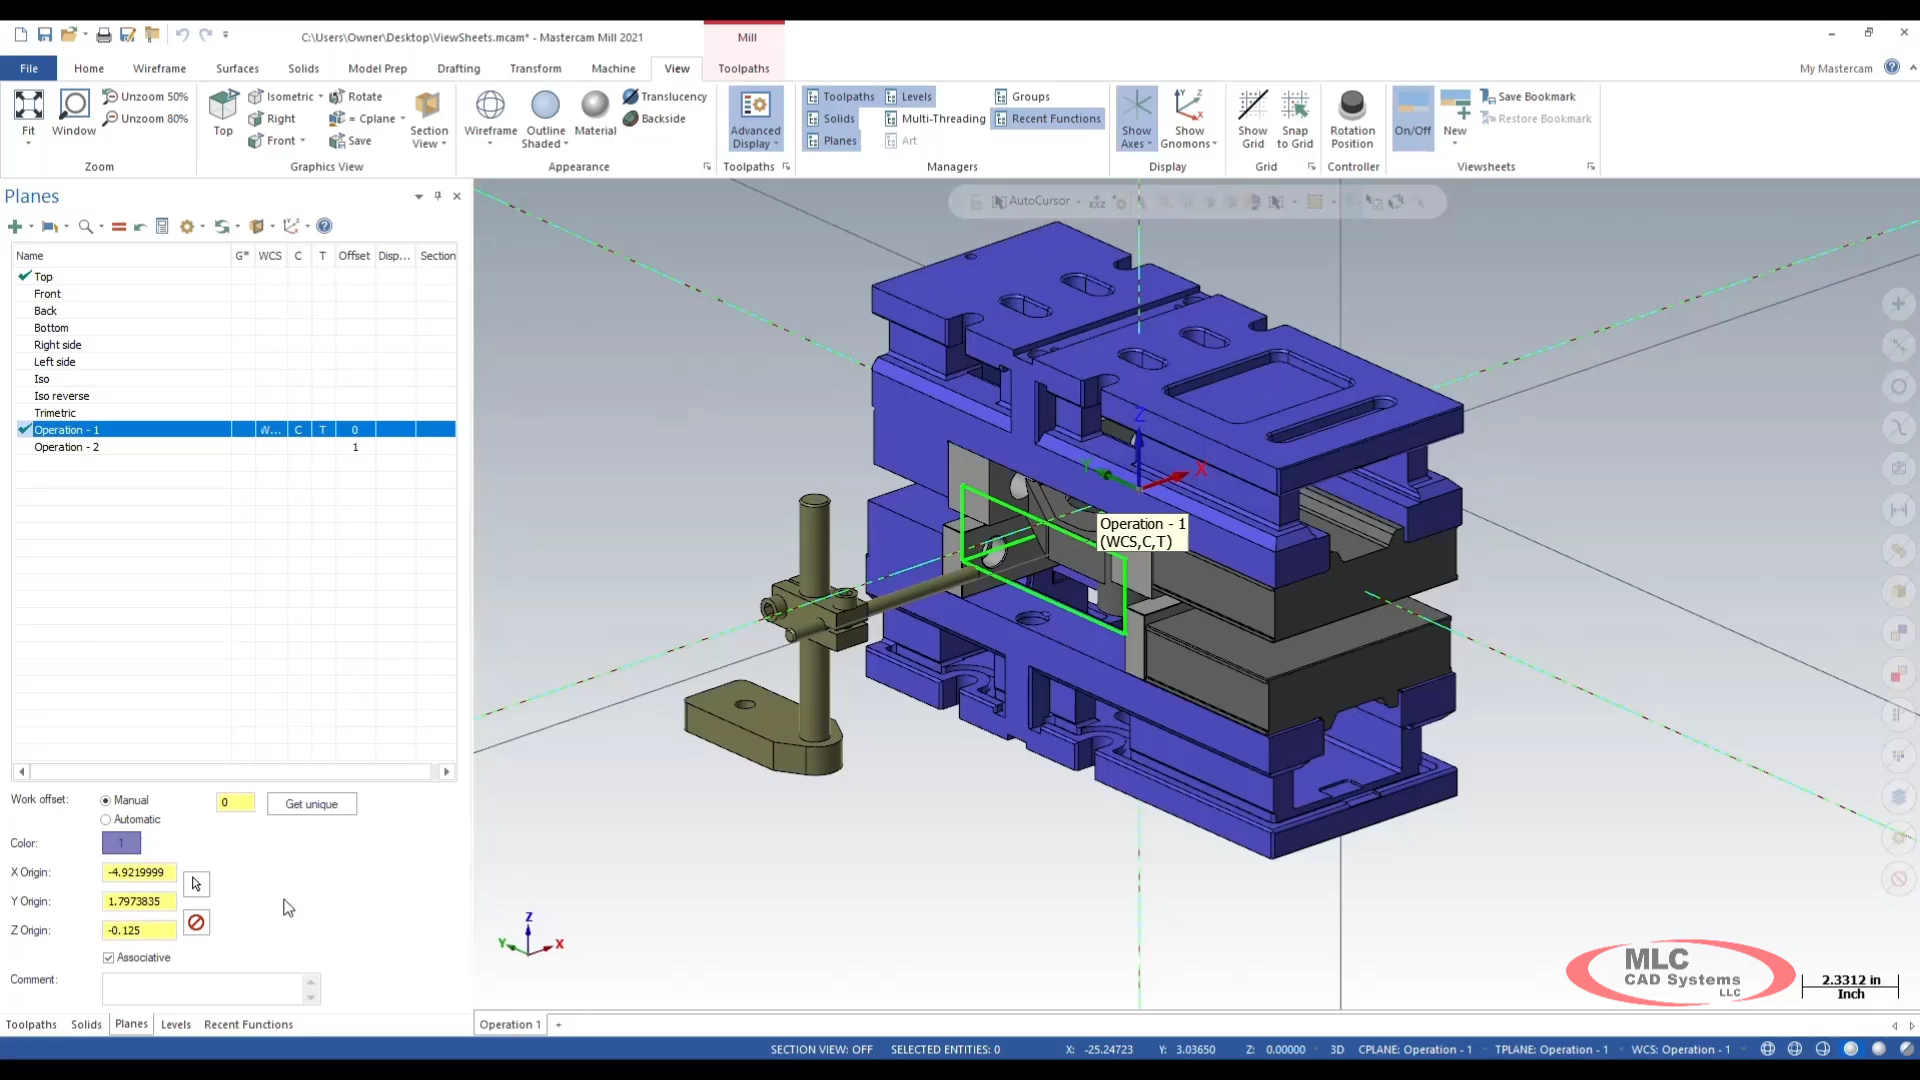 C:\Users\Owner\Desktop\ViewSheets.mcam* - Mastercam Mill 2021
Mill
File Home Wireframe Surfaces Solids Model Prep Drafting Transform Machine View Toolpaths
My Mastercam
Fit
Window
Unzoom 50%
Unzoom 80%
Zoom
Top
Isometric
Right
Front
Rotate
= Cplane
Save
Section
View
Graphics View
Wireframe
Outline
Shaded
Material
Translucency
Backside
Appearance
Advanced
Display
Toolpaths
Toolpaths
Solids
Planes
Levels
Multi-Threading
Art
Groups
Recent Functions
Managers
Show
Axes
Show
Gnomons
Display
Show
Grid
Snap
to Grid
Grid
Rotation
Position
Controller
On/Off
New
Save Bookmark
Restore Bookmark
Viewsheets
Planes
AutoCursor
Name G* WCS C T Offset Disp... Section
Top
Front
Back
Bottom
Right side
Left side
Iso
Iso reverse
Trimetric
Operation - 1 W... C T 0
Operation - 2 1
Z
Y
X
Operation - 1
(WCS,C,T)
Work offset: Manual 0 Get unique
Automatic
Color: 1
X Origin: -4.9219999
Y Origin: 1.7973835
Z Origin: -0.125
Associative
Comment:
Z
Y
X
MLC
CAD Systems
LLC
2.3312 in
Inch
Toolpaths Solids Planes Levels Recent Functions
Operation 1 +
SECTION VIEW: OFF SELECTED ENTITIES: 0 X: -25.24723 Y: 3.03650 Z: 0.00000 3D CPLANE: Operation - 1 TPLANE: Operation - 1 WCS: Operation - 1